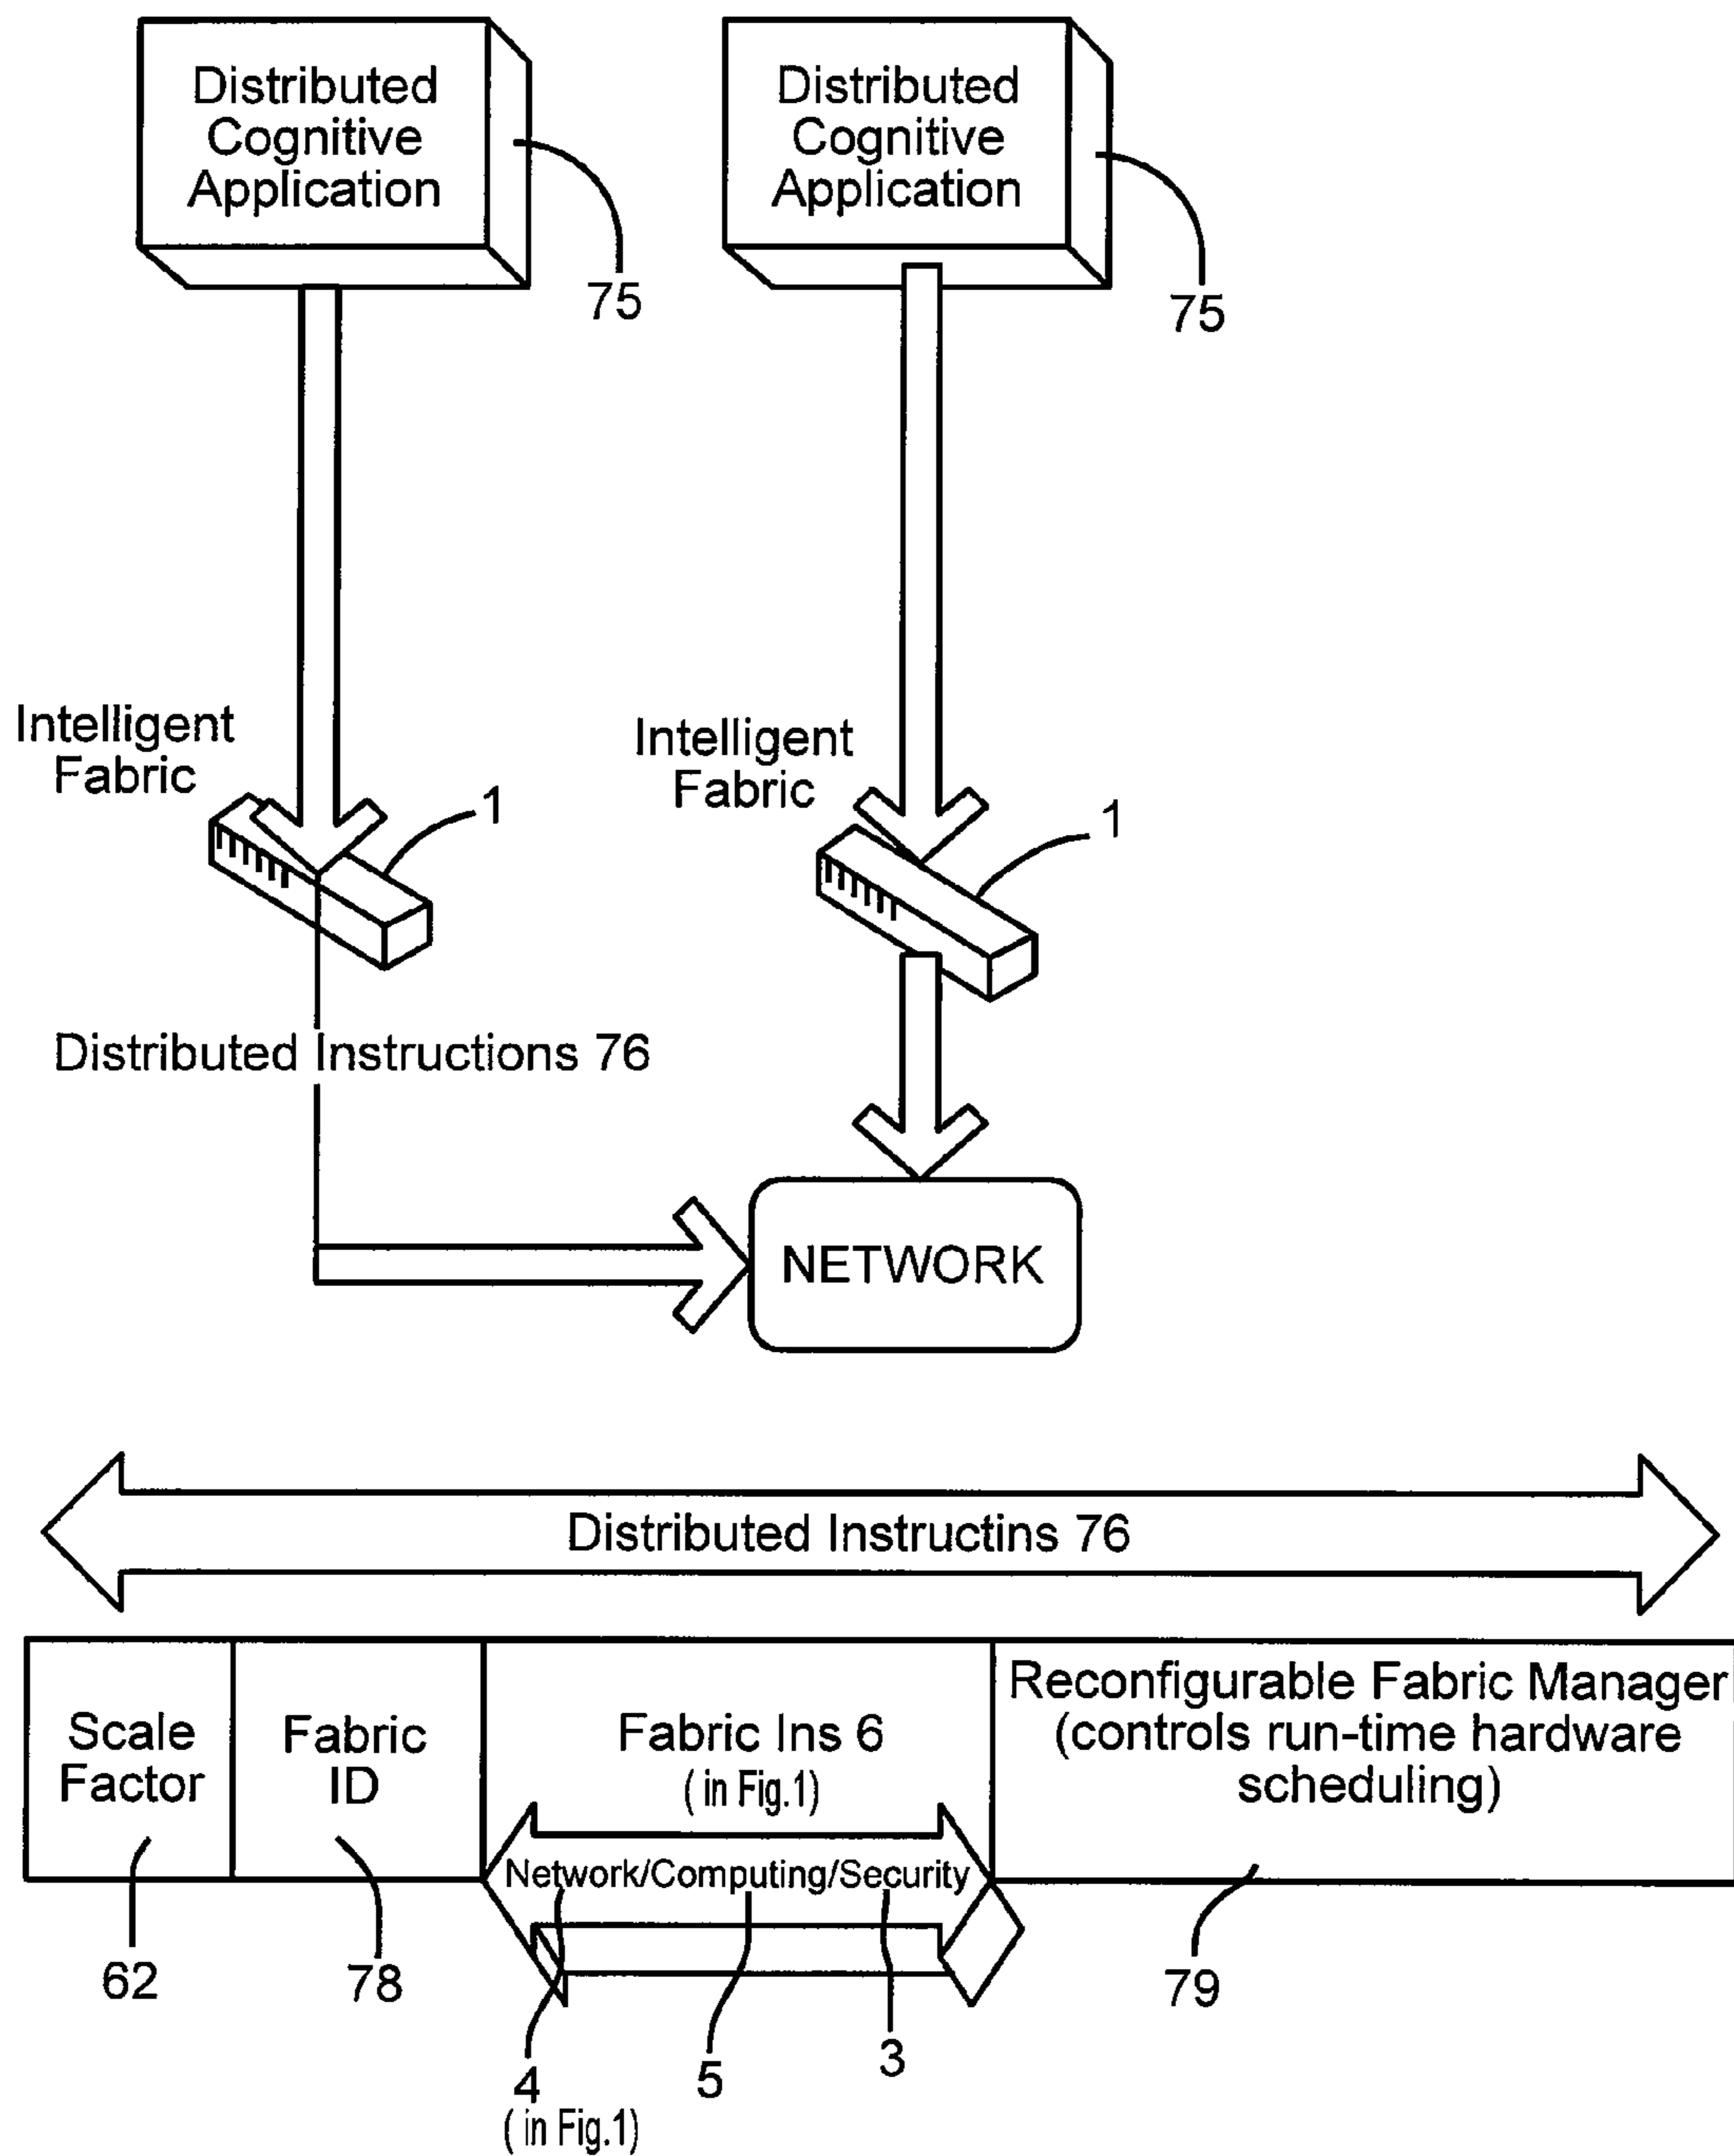 Distributed
Cognitive
Application
75
Distributed
Cognitive
Application
75
Intelligent
Fabric
1
Intelligent
Fabric
1
Distributed Instructions 76
NETWORK
Distributed Instructins 76
Scale
Factor
62
Fabric
ID
78
Fabric Ins 6
( in Fig.1)
Network/Computing/Security
4
( in Fig.1)
5
3
Reconfigurable Fabric Manager
(controls run-time hardware
scheduling)
79